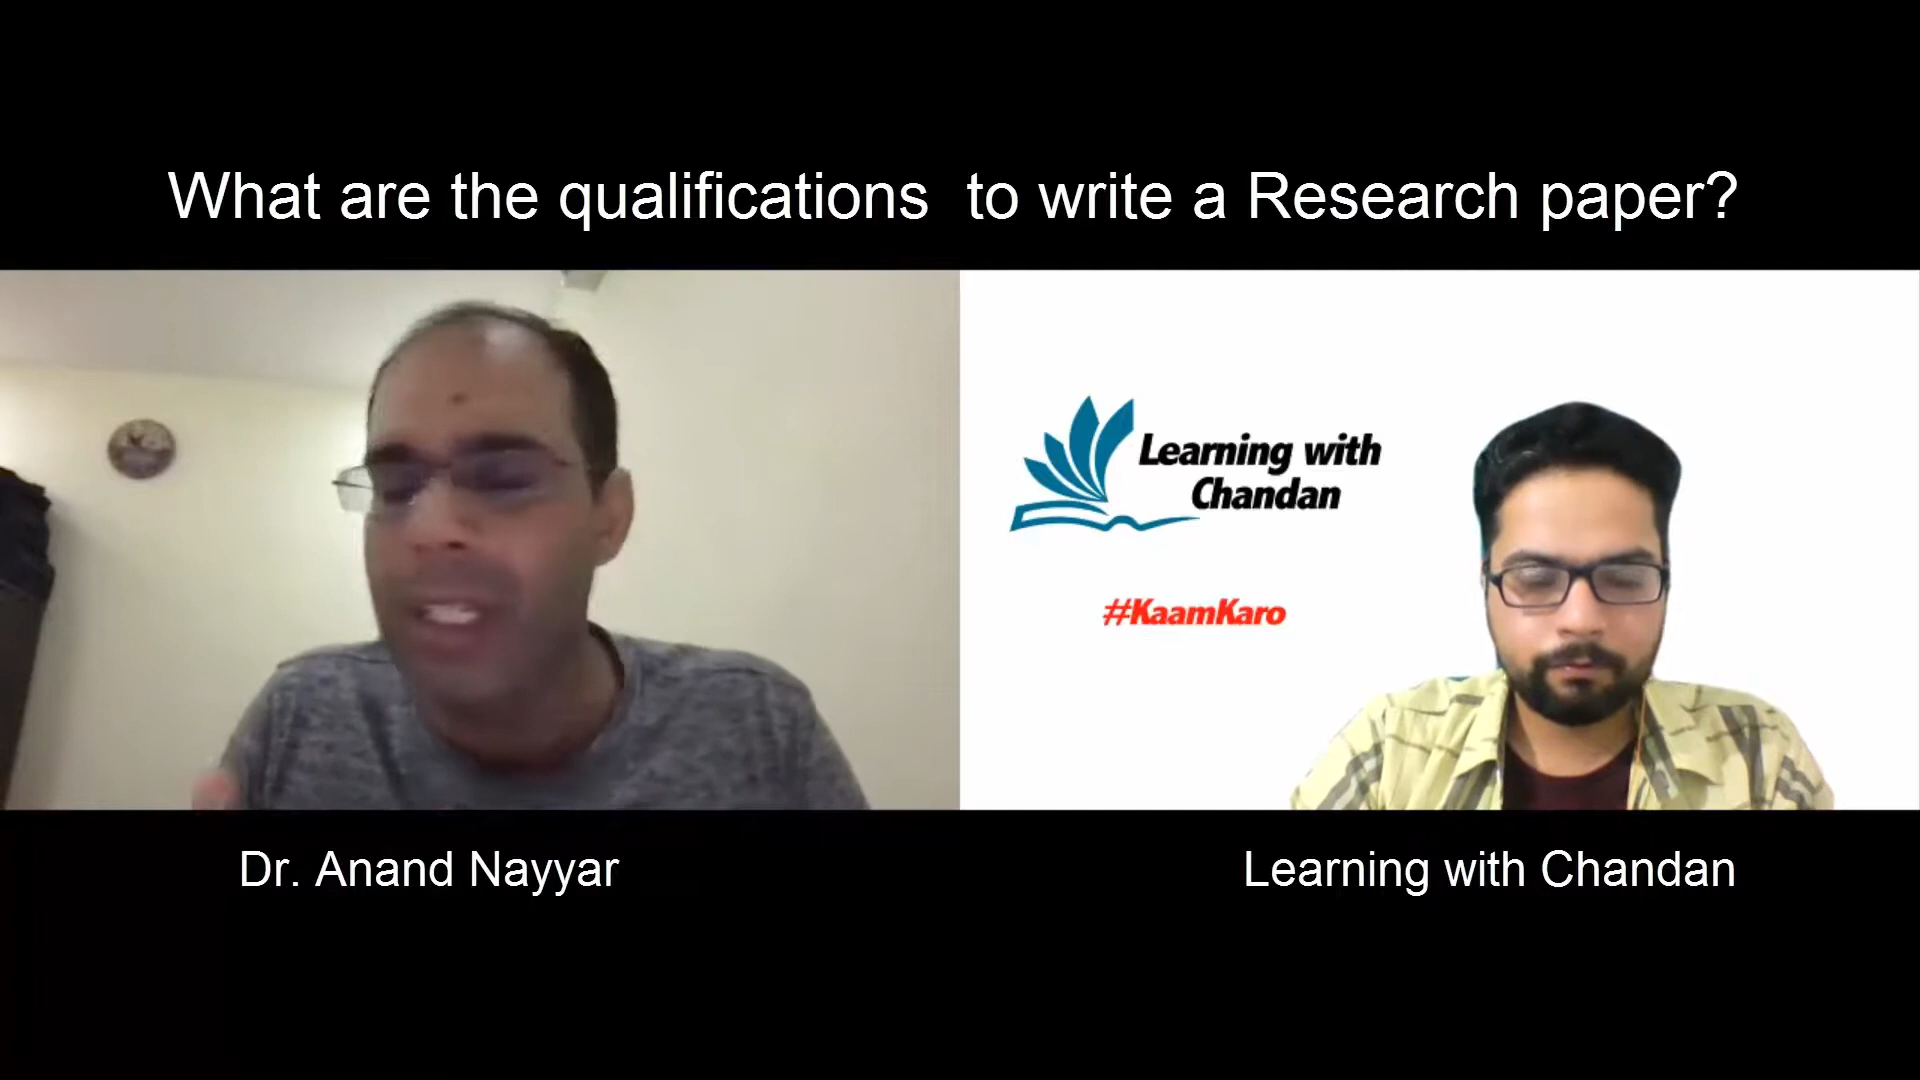 What are the qualifications  to write a Research paper?
Learning with
Chandan
#KaamKaro
Dr. Anand Nayyar
Learning with Chandan